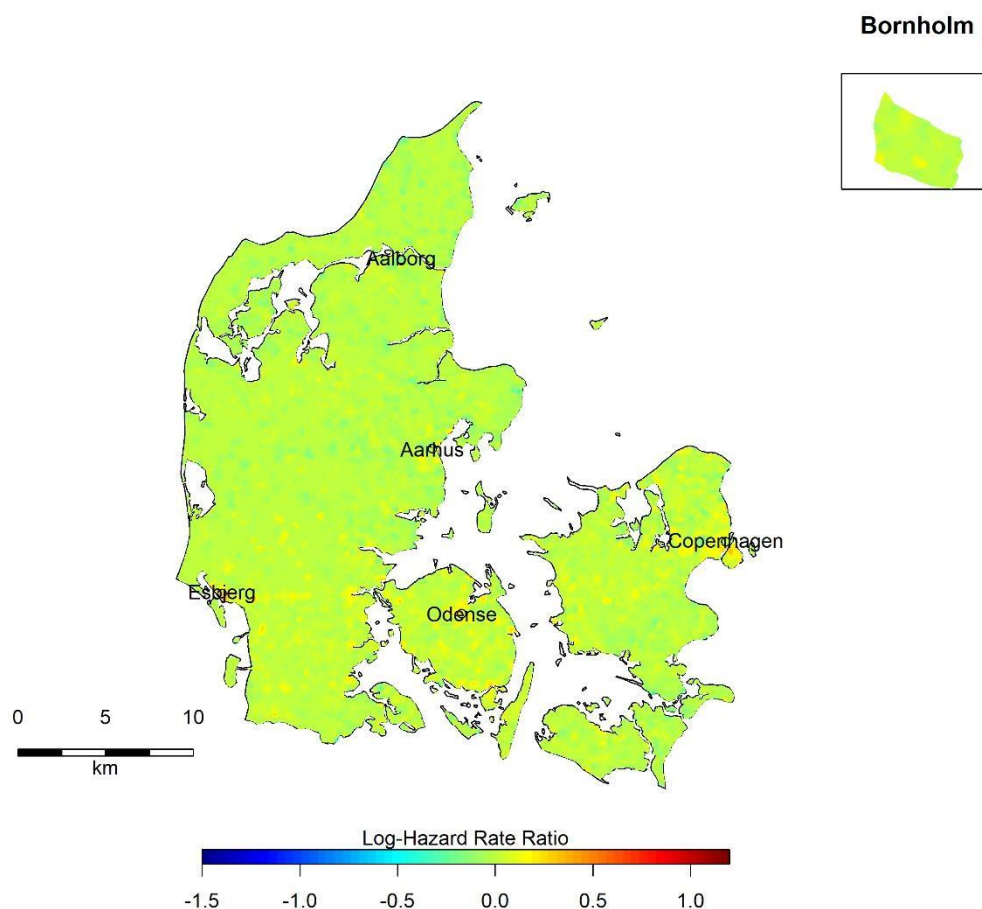 Bornholm
Aalborg
Aarhus
Copenhagen
Esbjerg
Odense
0 5 10
km
Log-Hazard Rate Ratio
-1.5 -1.0 -0.5 0.0 0.5 1.0